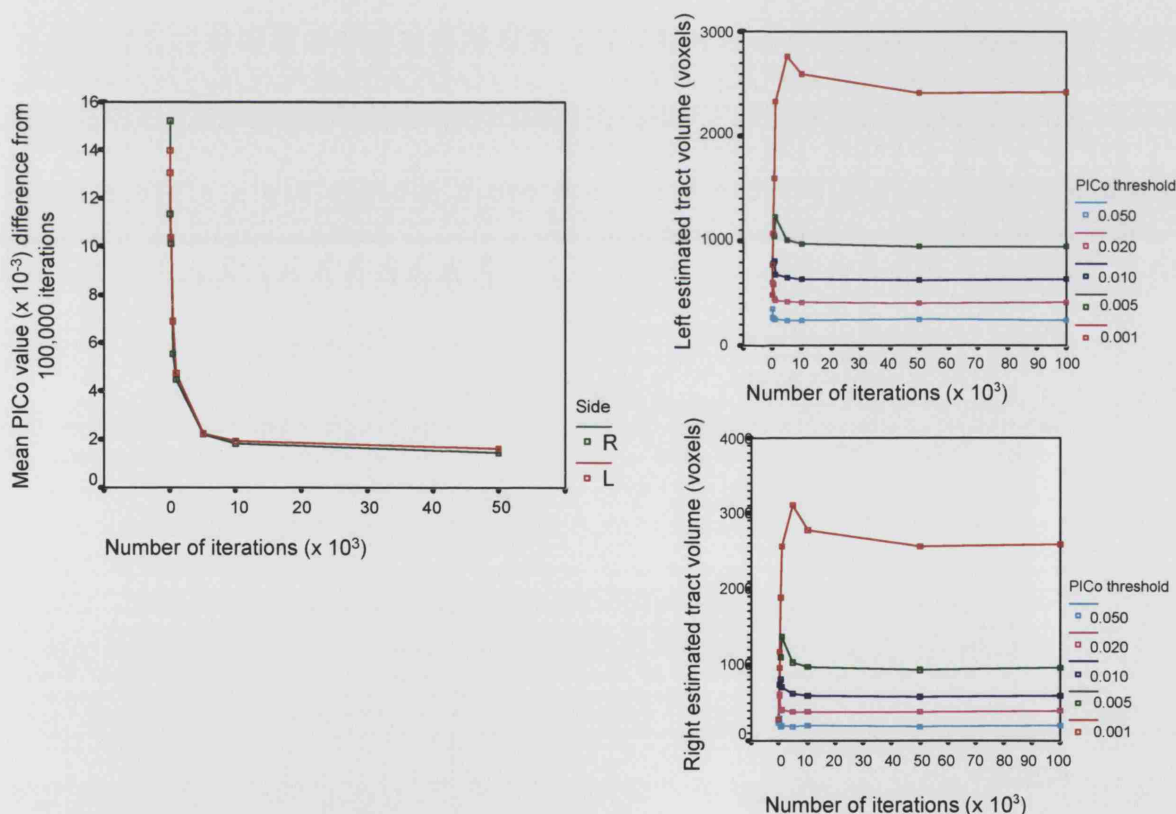 Mean PICo value (x 10-3) difference from
100,000 iterations
16
14
12
10
8
6
4
2
0
0 10 20 30 40 50
Number of iterations (x 10³)
Side
R
L
Left estimated tract volume (voxels)
3000
2000
1000
0
0 10 20 30 40 50 60 70 80 90 100
Number of iterations (x 10³)
PICo threshold
0.050
0.020
0.010
0.005
0.001
Right estimated tract volume (voxels)
4000
3000
2000
1000
0
0 10 20 30 40 50 60 70 80 90 100
Number of iterations (x 10³)
PICo threshold
0.050
0.020
0.010
0.005
0.001